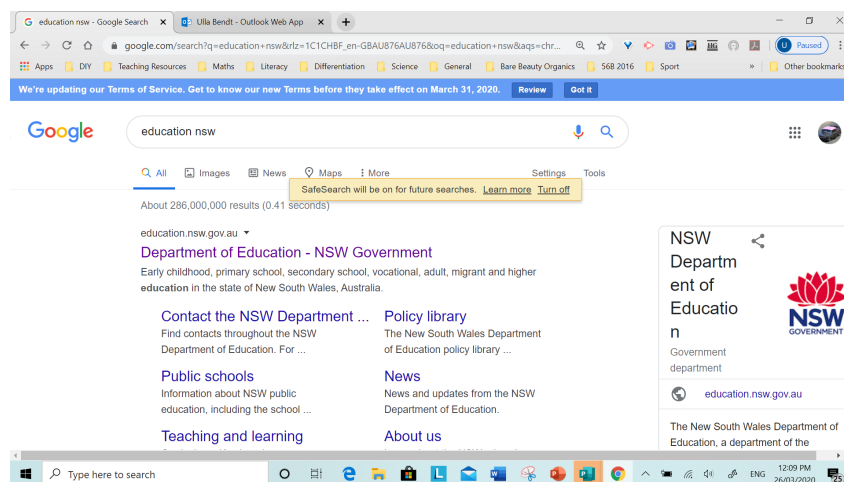 education nsw - Google Search
Ulla Bendt - Outlook Web App
google.com/search?q=education+nsw&rlz=1C1CHBF_en-GBAU876AU876&oq=education+nsw&aqs=chr...
Paused
Apps DIY Teaching Resources Maths Literacy Differentiation Science General Bare Beauty Organics 56B 2016 Sport » Other bookmarks
We're updating our Terms of Service. Get to know our new Terms before they take effect on March 31, 2020. Review Got it
Google
education nsw
All Images News Maps More Settings Tools
SafeSearch will be on for future searches. Learn more Turn off
About 286,000,000 results (0.41 seconds)
education.nsw.gov.au
Department of Education - NSW Government
Early childhood, primary school, secondary school, vocational, adult, migrant and higher
education in the state of New South Wales, Australia.
Contact the NSW Department ...
Find contacts throughout the NSW
Department of Education. For ...
Policy library
The New South Wales Department
of Education policy library ...
Public schools
Information about NSW public
education, including the school ...
News
News and updates from the NSW
Department of Education.
Teaching and learning
About us
NSW
Departm
ent of
Educatio
n
Government
department
NSW
GOVERNMENT
education.nsw.gov.au
The New South Wales Department of
Education, a department of the
Type here to search
ENG
12:09 PM
26/03/2020
25